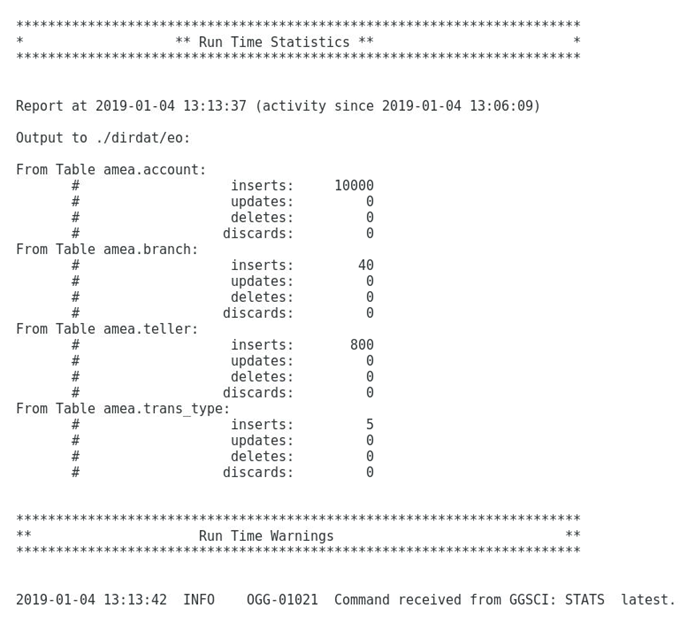 ***********************************************************************
*                   ** Run Time Statistics **                         *
***********************************************************************
Report at 2019-01-04 13:13:37 (activity since 2019-01-04 13:06:09)
Output to ./dirdat/eo:
From Table amea.account:
       #                   inserts:     10000
       #                   updates:         0
       #                   deletes:         0
       #                  discards:         0
From Table amea.branch:
       #                   inserts:        40
       #                   updates:         0
       #                   deletes:         0
       #                  discards:         0
From Table amea.teller:
       #                   inserts:       800
       #                   updates:         0
       #                   deletes:         0
       #                  discards:         0
From Table amea.trans_type:
       #                   inserts:         5
       #                   updates:         0
       #                   deletes:         0
       #                  discards:         0
***********************************************************************
**                     Run Time Warnings                             **
***********************************************************************
2019-01-04 13:13:42  INFO    OGG-01021  Command received from GGSCI: STATS  latest.